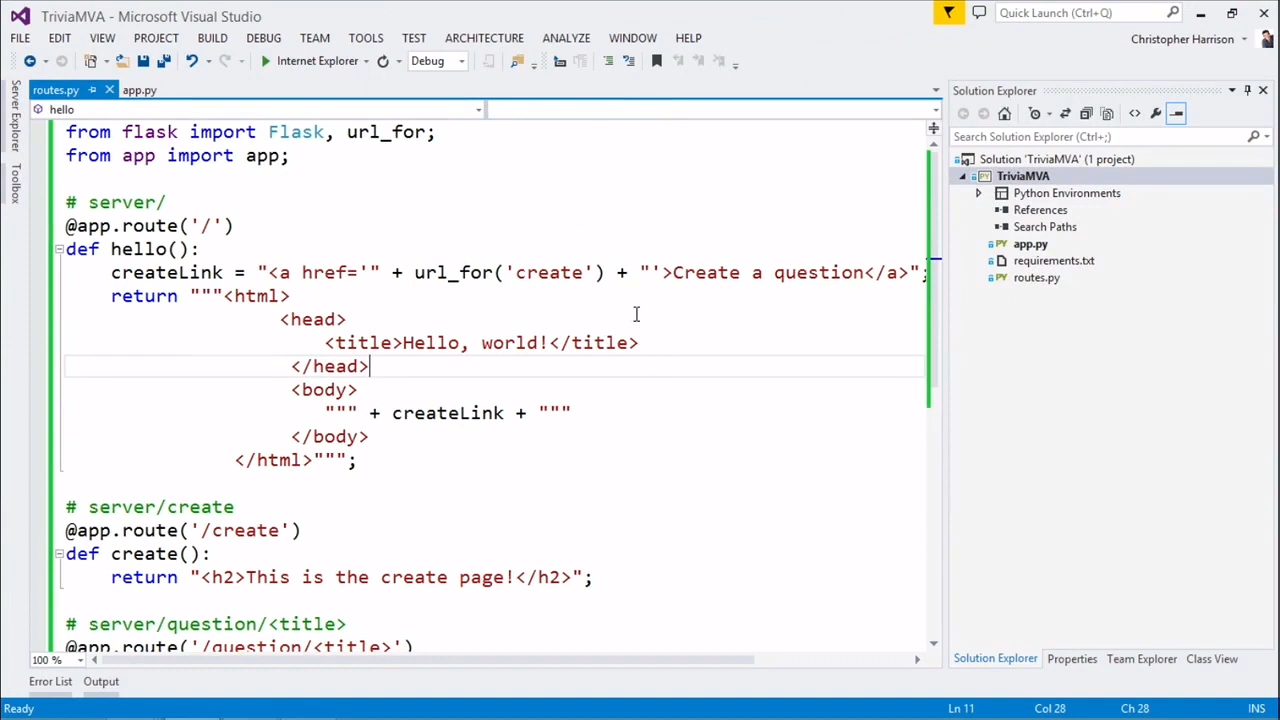 TriviaMVA - Microsoft Visual Studio
Quick Launch (Ctrl+Q)
FILE EDIT VIEW PROJECT BUILD DEBUG TEAM TOOLS TEST ARCHITECTURE ANALYZE WINDOW HELP
Christopher Harrison
Internet Explorer
Debug
Server Explorer
Toolbox
routes.py
app.py
hello
from flask import Flask, url_for;
from app import app;
# server/
@app.route('/')
def hello():
createLink = "<a href='" + url_for('create') + "'>Create a question</a>";
return """<html>
<head>
<title>Hello, world!</title>
</head>
<body>
""" + createLink + """
</body>
</html>""";
# server/create
@app.route('/create')
def create():
return "<h2>This is the create page!</h2>";
# server/question/<title>
@app.route('/question/<title>')
100 %
Solution Explorer
Search Solution Explorer (Ctrl+;)
Solution 'TriviaMVA' (1 project)
PY TriviaMVA
Python Environments
References
Search Paths
PY app.py
requirements.txt
PY routes.py
Solution Explorer Properties Team Explorer Class View
Error List Output
Ready
Ln 11 Col 28 Ch 28 INS